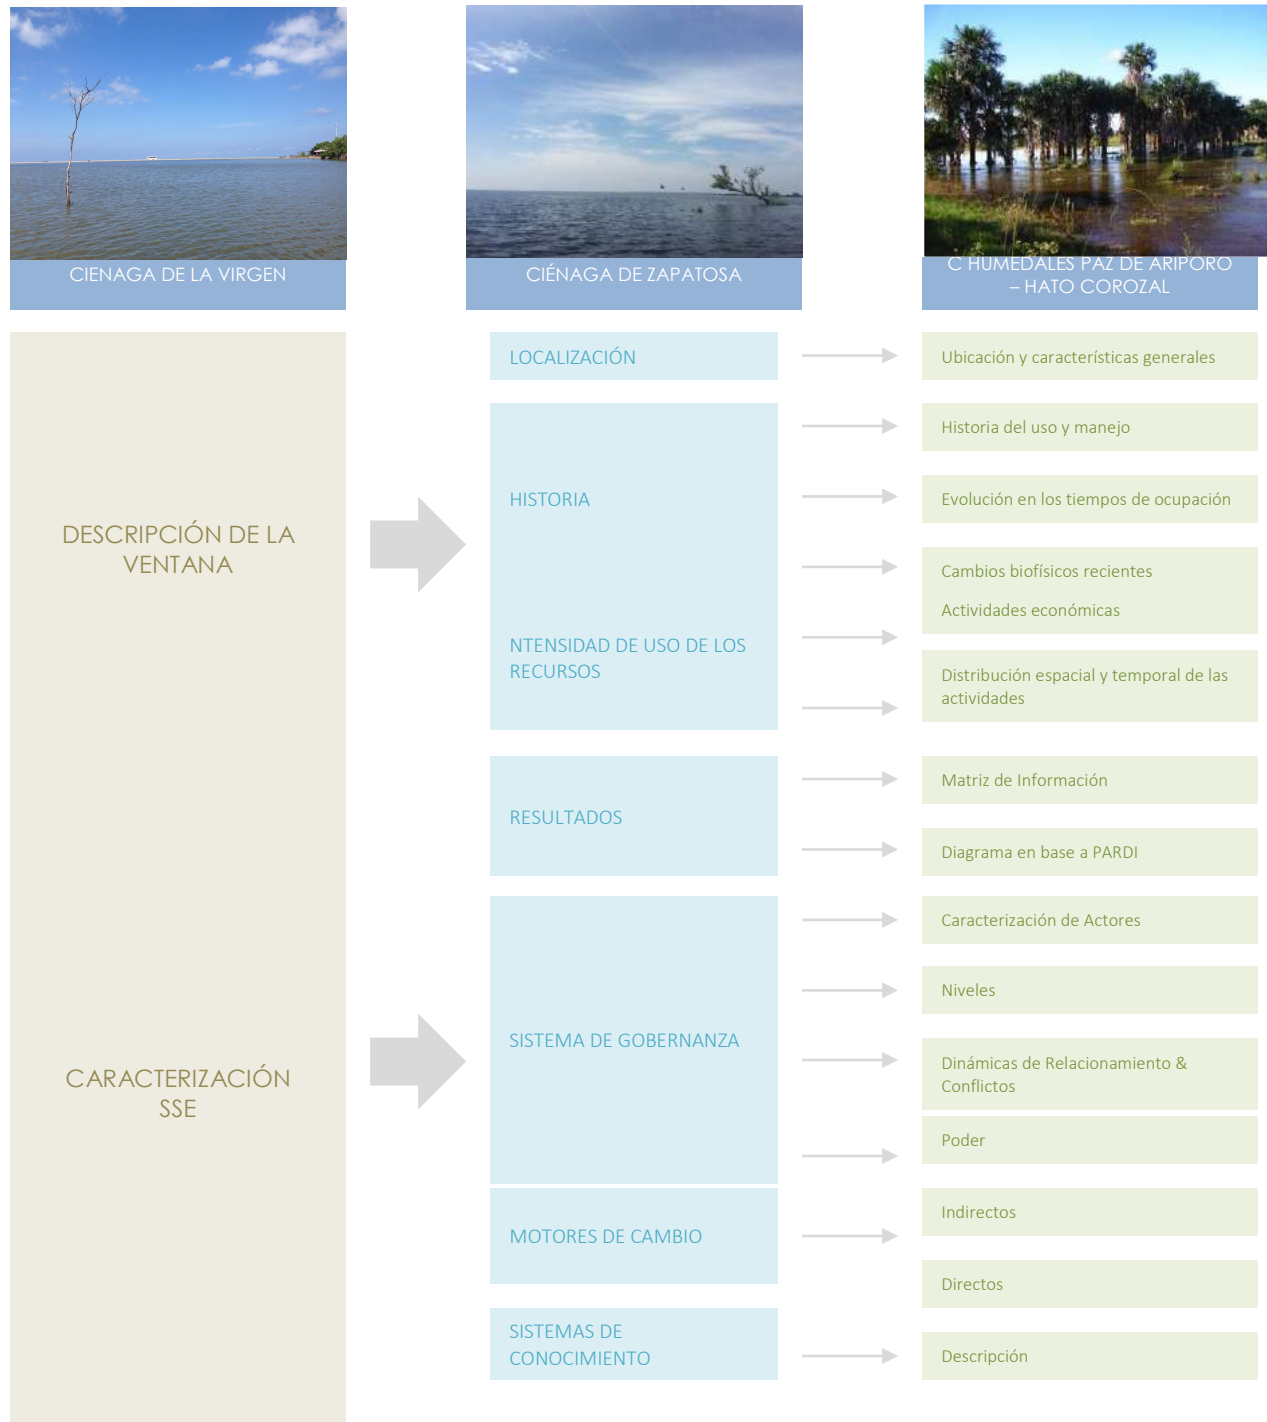 CIENAGA DE LA VIRGEN
CIÉNAGA DE ZAPATOSA
C HUMEDALES PAZ DE ARIPORO
– HATO COROZAL
DESCRIPCIÓN DE LA
VENTANA
CARACTERIZACIÓN
SSE
LOCALIZACIÓN
HISTORIA
NTENSIDAD DE USO DE LOS
RECURSOS
RESULTADOS
SISTEMA DE GOBERNANZA
MOTORES DE CAMBIO
SISTEMAS DE
CONOCIMIENTO
Ubicación y características generales
Historia del uso y manejo
Evolución en los tiempos de ocupación
Cambios biofísicos recientes
Actividades económicas
Distribución espacial y temporal de las
actividades
Matriz de Información
Diagrama en base a PARDI
Caracterización de Actores
Niveles
Dinámicas de Relacionamiento &
Conflictos
Poder
Indirectos
Directos
Descripción